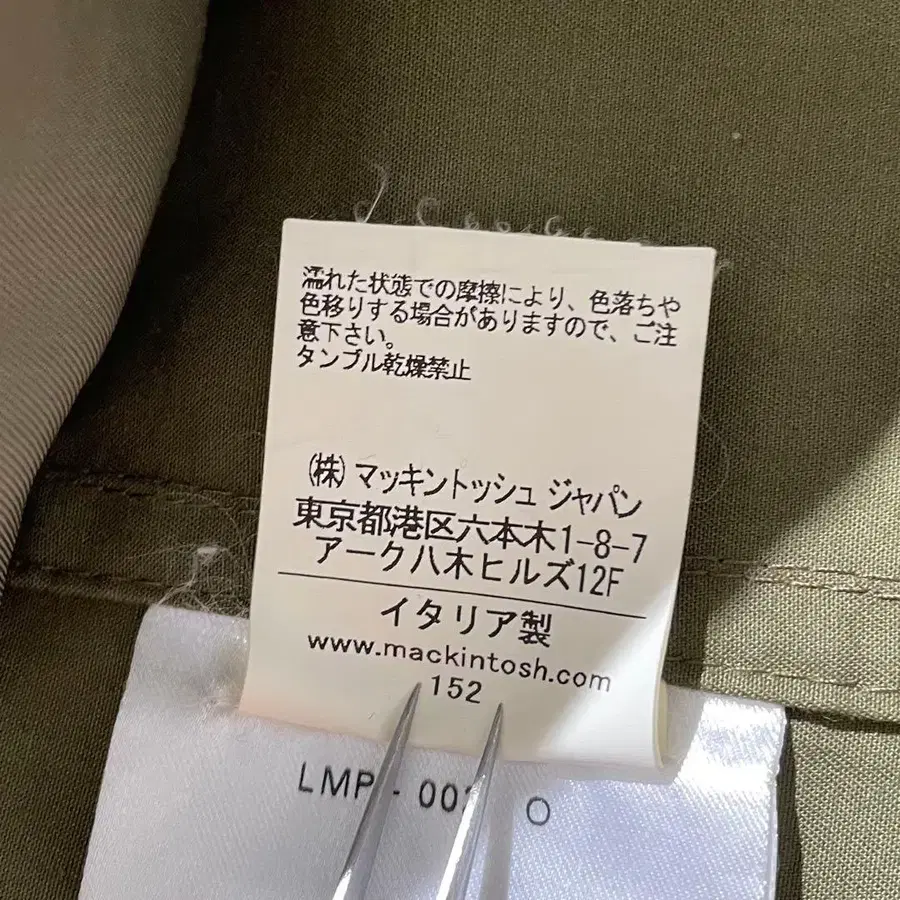 濡れた状態での摩擦により、色落ちや
色移りする場合がありますので、ご注
意下さい。
タンブル乾燥禁止
(株) マッキントッシュ ジャパン
東京都港区六本木1-8-7
アーク八木ヒルズ12F
イタリア製
www.mackintosh.com
152
LMP - 00 O